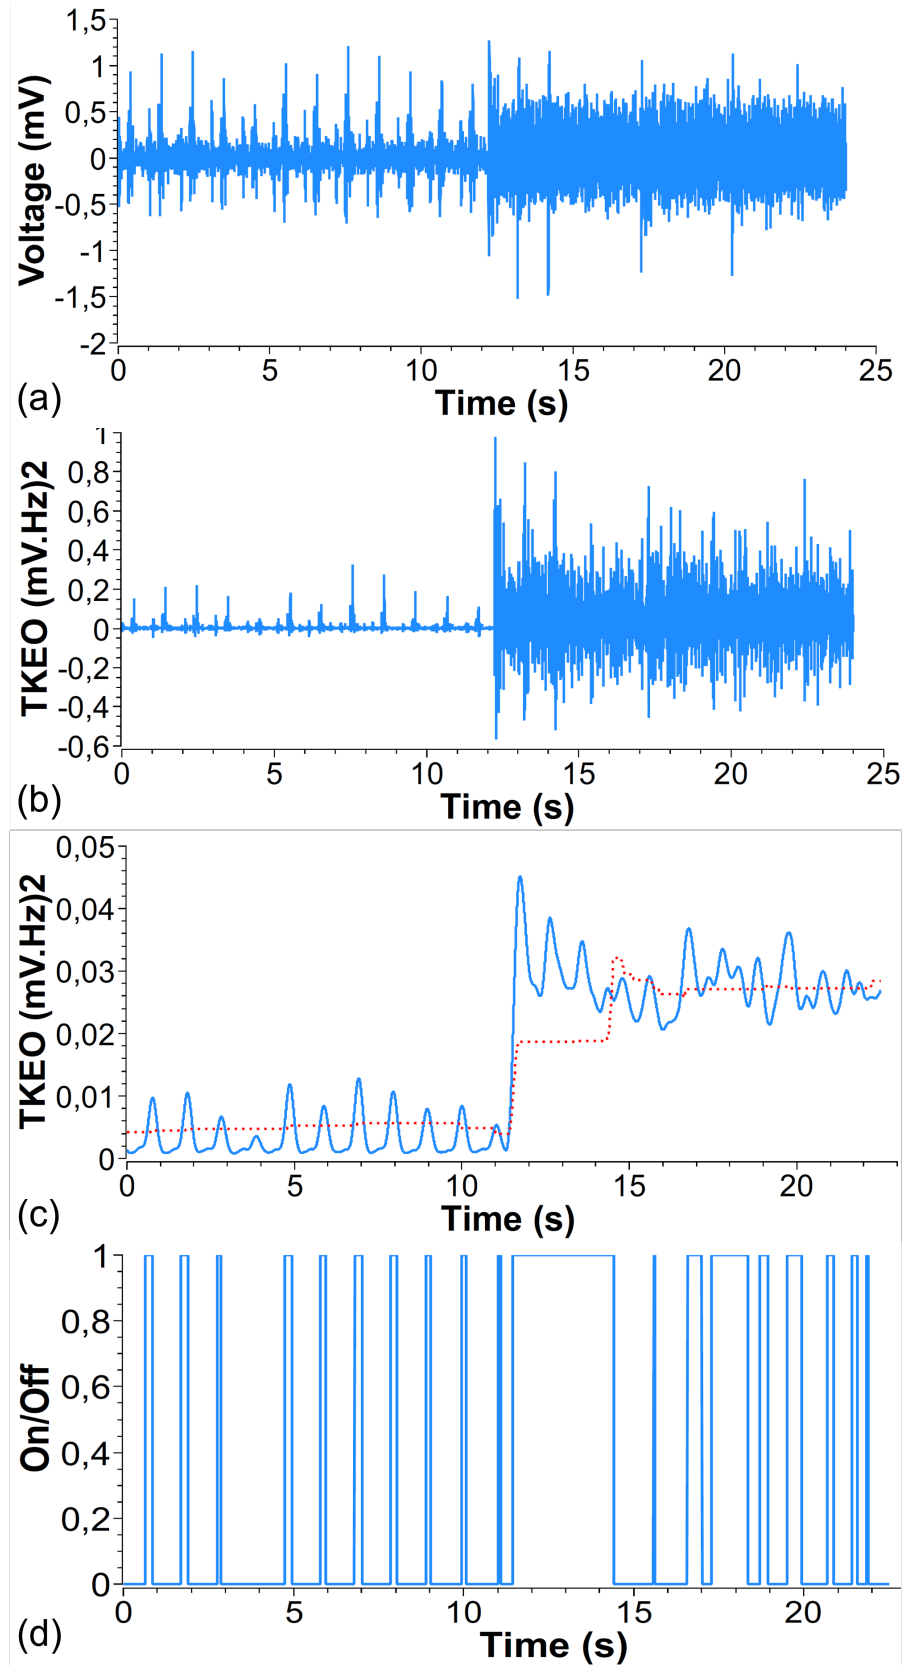 1,5
1
0,5
0
-0,5
-1
-1,5
-2
Voltage (mV)
0 5 10 15 20 25
Time (s)
(a)
1
0,8
0,6
0,4
0,2
0
-0,2
-0,4
-0,6
TKEO (mV.Hz)2
0 5 10 15 20 25
Time (s)
(b)
0,05
0,04
0,03
0,02
0,01
0
TKEO (mV.Hz)2
0 5 10 15 20
Time (s)
(c)
1
0,8
0,6
0,4
0,2
0
On/Off
0 5 10 15 20
Time (s)
(d)